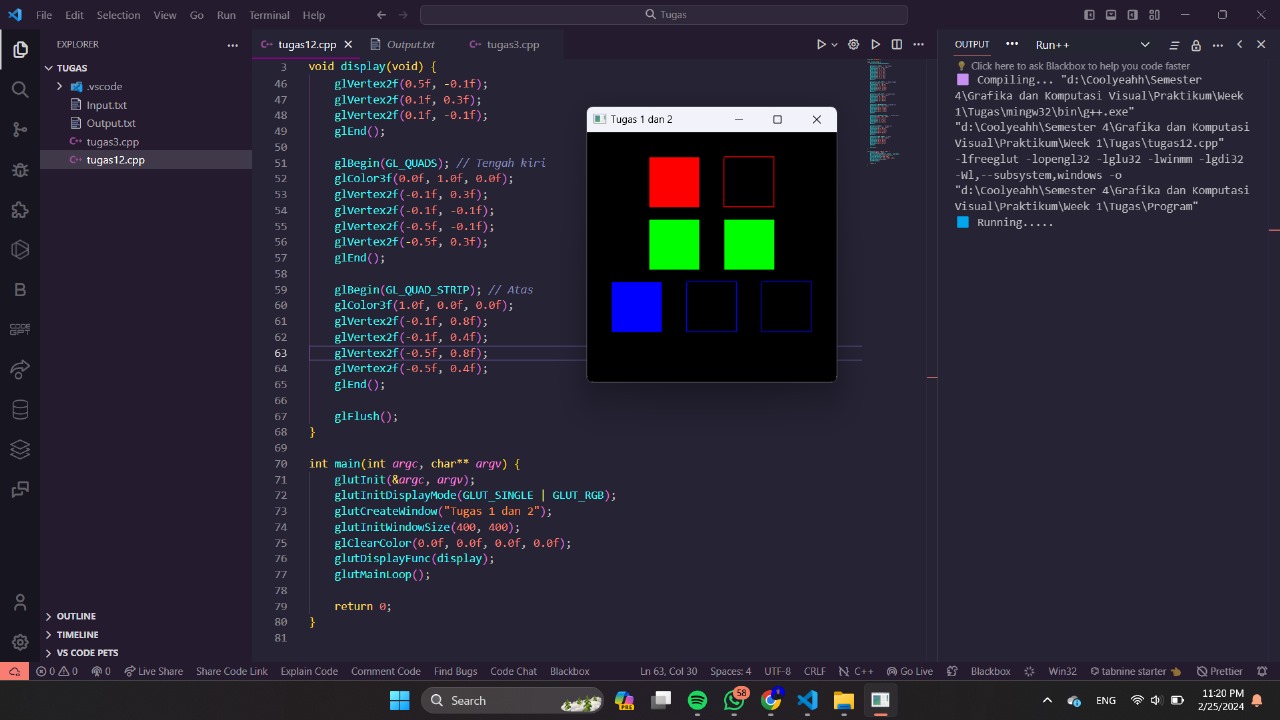 File Edit Selection View Go Run Terminal Help
Tugas
EXPLORER
TUGAS
.vscode
Input.txt
Output.txt
tugas3.cpp
tugas12.cpp
OUTLINE
TIMELINE
VS CODE PETS
tugas12.cpp Output.txt tugas3.cpp
3 void display(void) {
46 glVertex2f(0.5f, -0.1f);
47 glVertex2f(0.1f, 0.3f);
48 glVertex2f(0.1f, -0.1f);
49 glEnd();
50
51 glBegin(GL_QUADS); // Tengah kiri
52 glColor3f(0.0f, 1.0f, 0.0f);
53 glVertex2f(-0.1f, 0.3f);
54 glVertex2f(-0.1f, -0.1f);
55 glVertex2f(-0.5f, -0.1f);
56 glVertex2f(-0.5f, 0.3f);
57 glEnd();
58
59 glBegin(GL_QUAD_STRIP); // Atas
60 glColor3f(1.0f, 0.0f, 0.0f);
61 glVertex2f(-0.1f, 0.8f);
62 glVertex2f(-0.1f, 0.4f);
63 glVertex2f(-0.5f, 0.8f);
64 glVertex2f(-0.5f, 0.4f);
65 glEnd();
66
67 glFlush();
68 }
69
70 int main(int argc, char** argv) {
71 glutInit(&argc, argv);
72 glutInitDisplayMode(GLUT_SINGLE | GLUT_RGB);
73 glutCreateWindow("Tugas 1 dan 2");
74 glutInitWindowSize(400, 400);
75 glClearColor(0.0f, 0.0f, 0.0f, 0.0f);
76 glutDisplayFunc(display);
77 glutMainLoop();
78
79 return 0;
80 }
81
Tugas 1 dan 2
OUTPUT Run++
Click here to ask Blackbox to help you code faster
Compiling... "d:\Coolyeahh\Semester
4\Grafika dan Komputasi Visual\Praktikum\Week
1\Tugas\mingw32\bin\g++.exe"
"d:\Coolyeahh\Semester 4\Grafika dan Komputasi
Visual\Praktikum\Week 1\Tugas\tugas12.cpp"
-lfreeglut -lopengl32 -lglu32 -lwinmm -lgdi32
-Wl,--subsystem,windows -o
"d:\Coolyeahh\Semester 4\Grafika dan Komputasi
Visual\Praktikum\Week 1\Tugas\Program"
Running.....
0 0 0 Live Share Share Code Link Explain Code Comment Code Find Bugs Code Chat Blackbox Ln 63, Col 30 Spaces: 4 UTF-8 CRLF C++ Go Live Blackbox Win32 tabnine starter Prettier
Search PRE 58 ENG 11:20 PM
2/25/2024